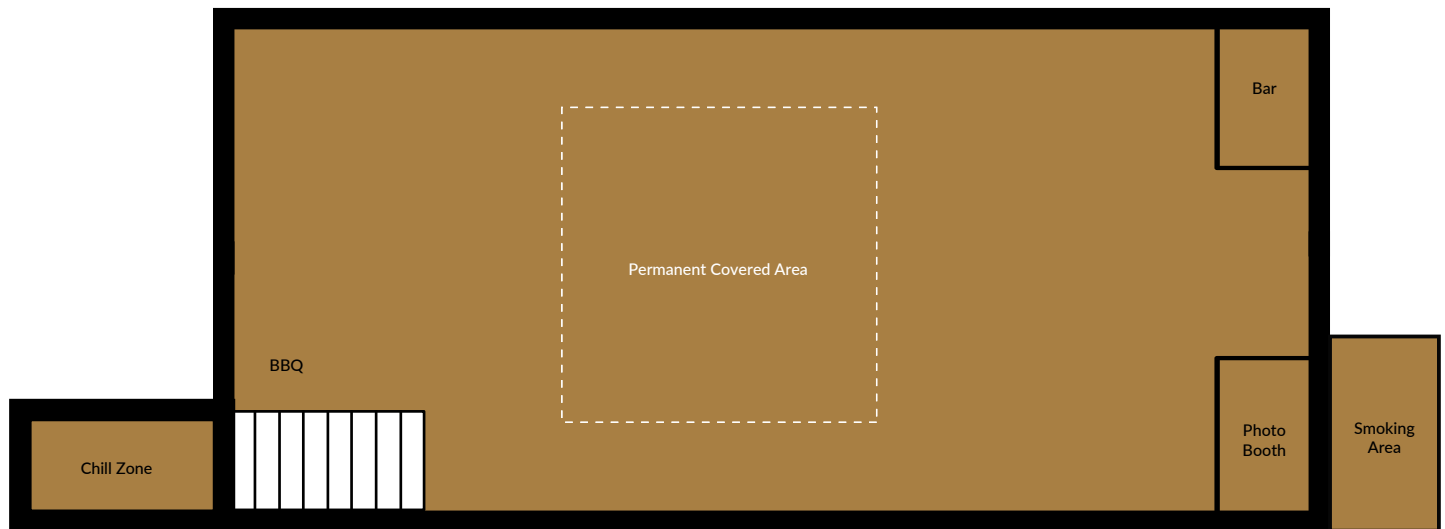 Bar
Permanent Covered Area
BBQ
Photo
Booth
Smoking
Area
Chill Zone